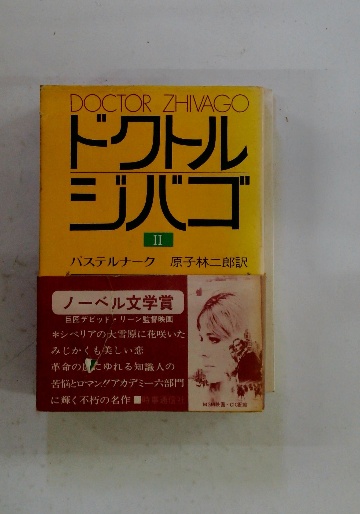 DOCTOR ZHIVAGO
ドクトル
ジバゴ
II
パステルナーク 原子林二郎訳
ノーベル文学賞
巨匠デビッド・リーン監督映画
*シベリアの大雪原に花咲いた
みじかくも美しい恋
革命の にゆれる知識人の
苦悩とロマン!!アカデミー六部門
に輝く不朽の名作 ■時事通信社